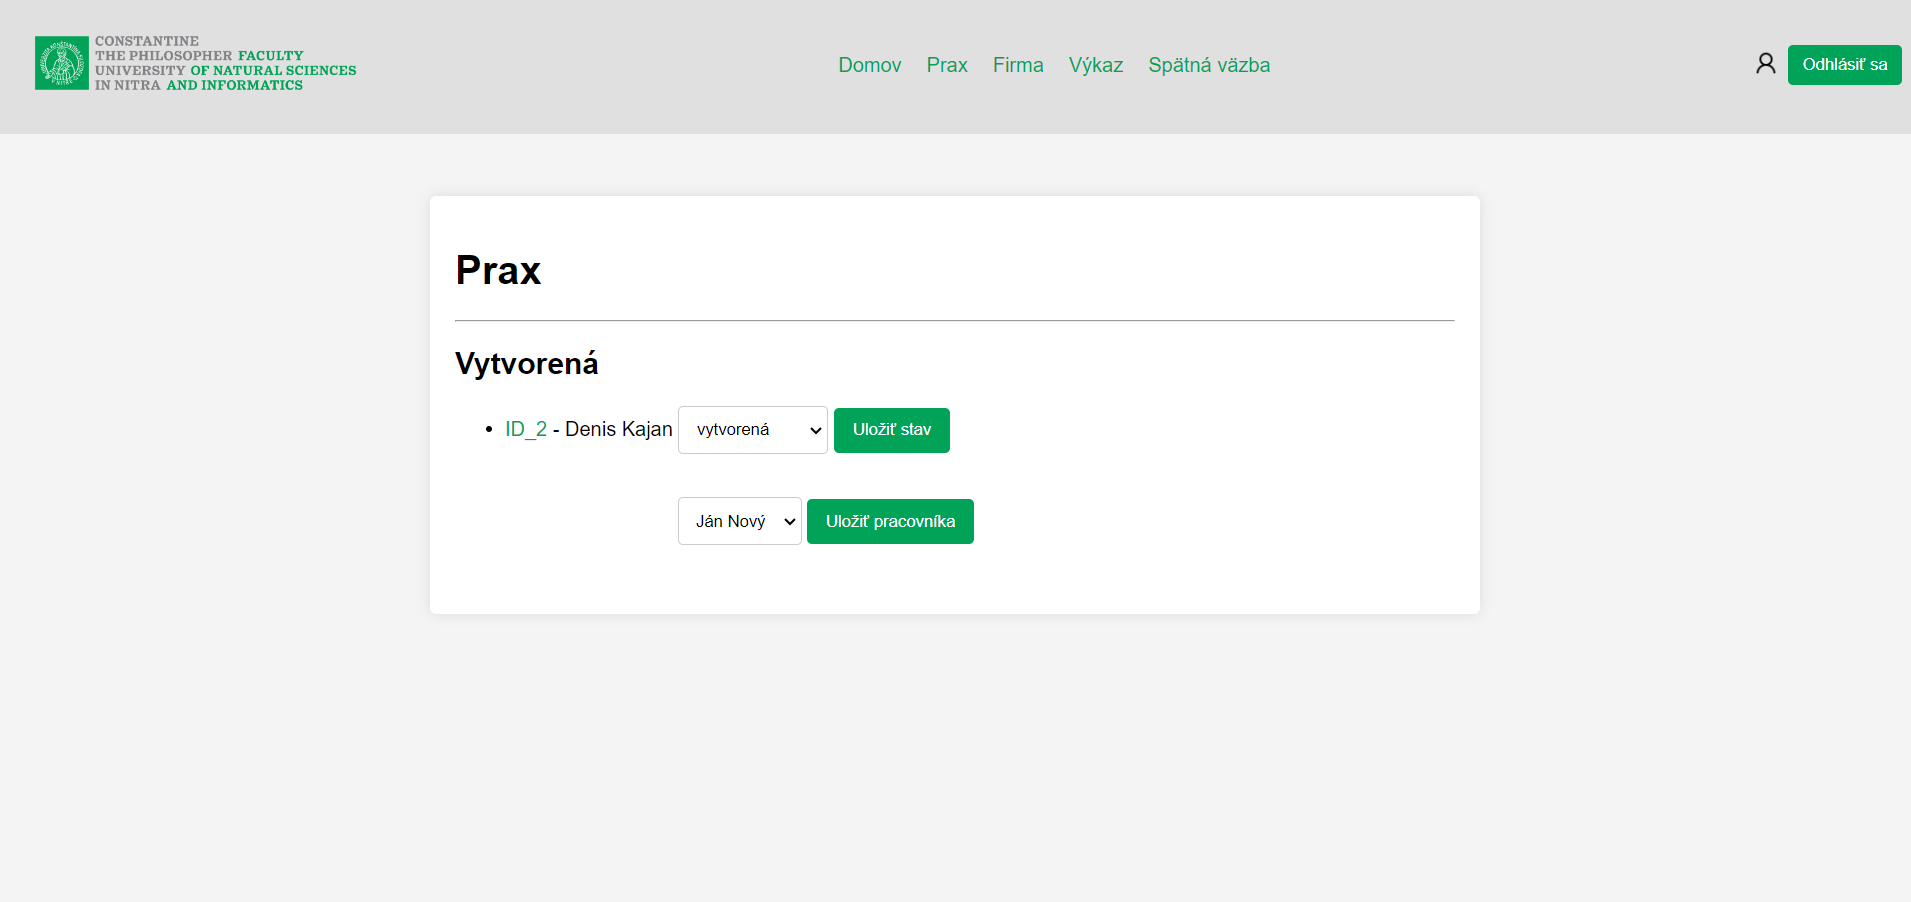 CONSTANTINE
THE PHILOSOPHER FACULTY
UNIVERSITY OF NATURAL SCIENCES
IN NITRA AND INFORMATICS
Domov Prax Firma Výkaz Spätná väzba
Odhlásiť sa
Prax
Vytvorená
ID_2 - Denis Kajan vytvorená Uložiť stav
Ján Nový Uložiť pracovníka